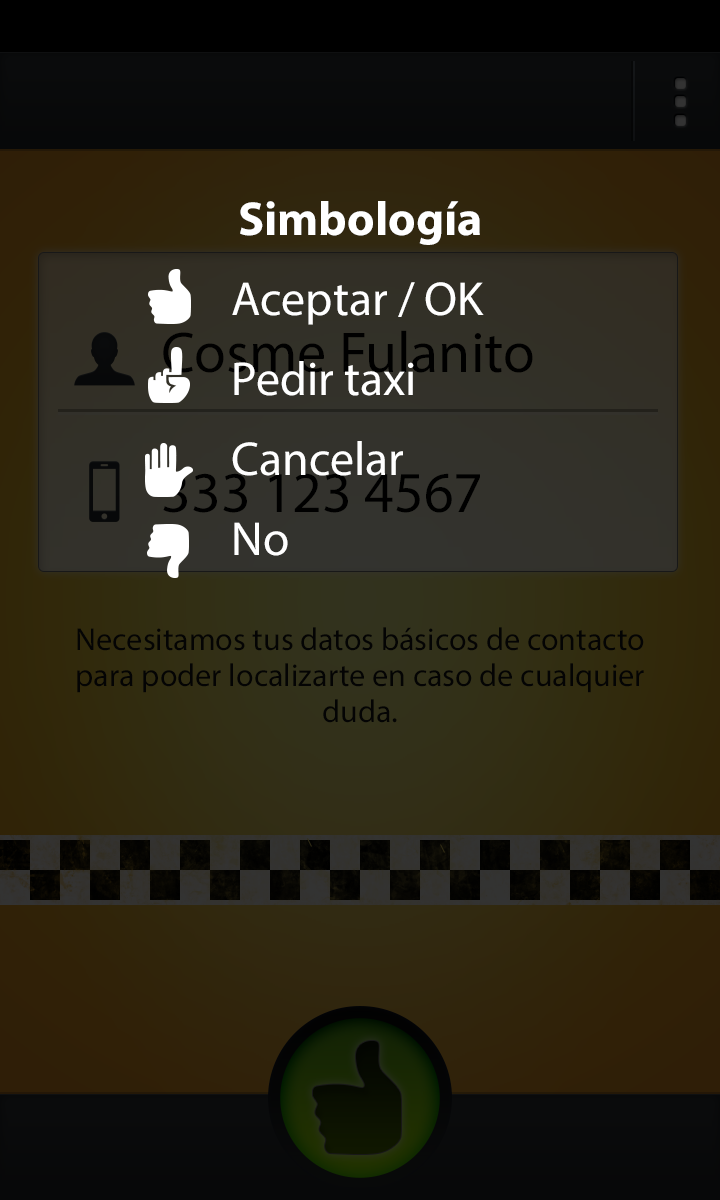 Simbología
Aceptar / OK
Cosme Fulanito
Pedir taxi
Cancelar
333 123 4567
No
Necesitamos tus datos básicos de contacto
para poder localizarte en caso de cualquier
duda.